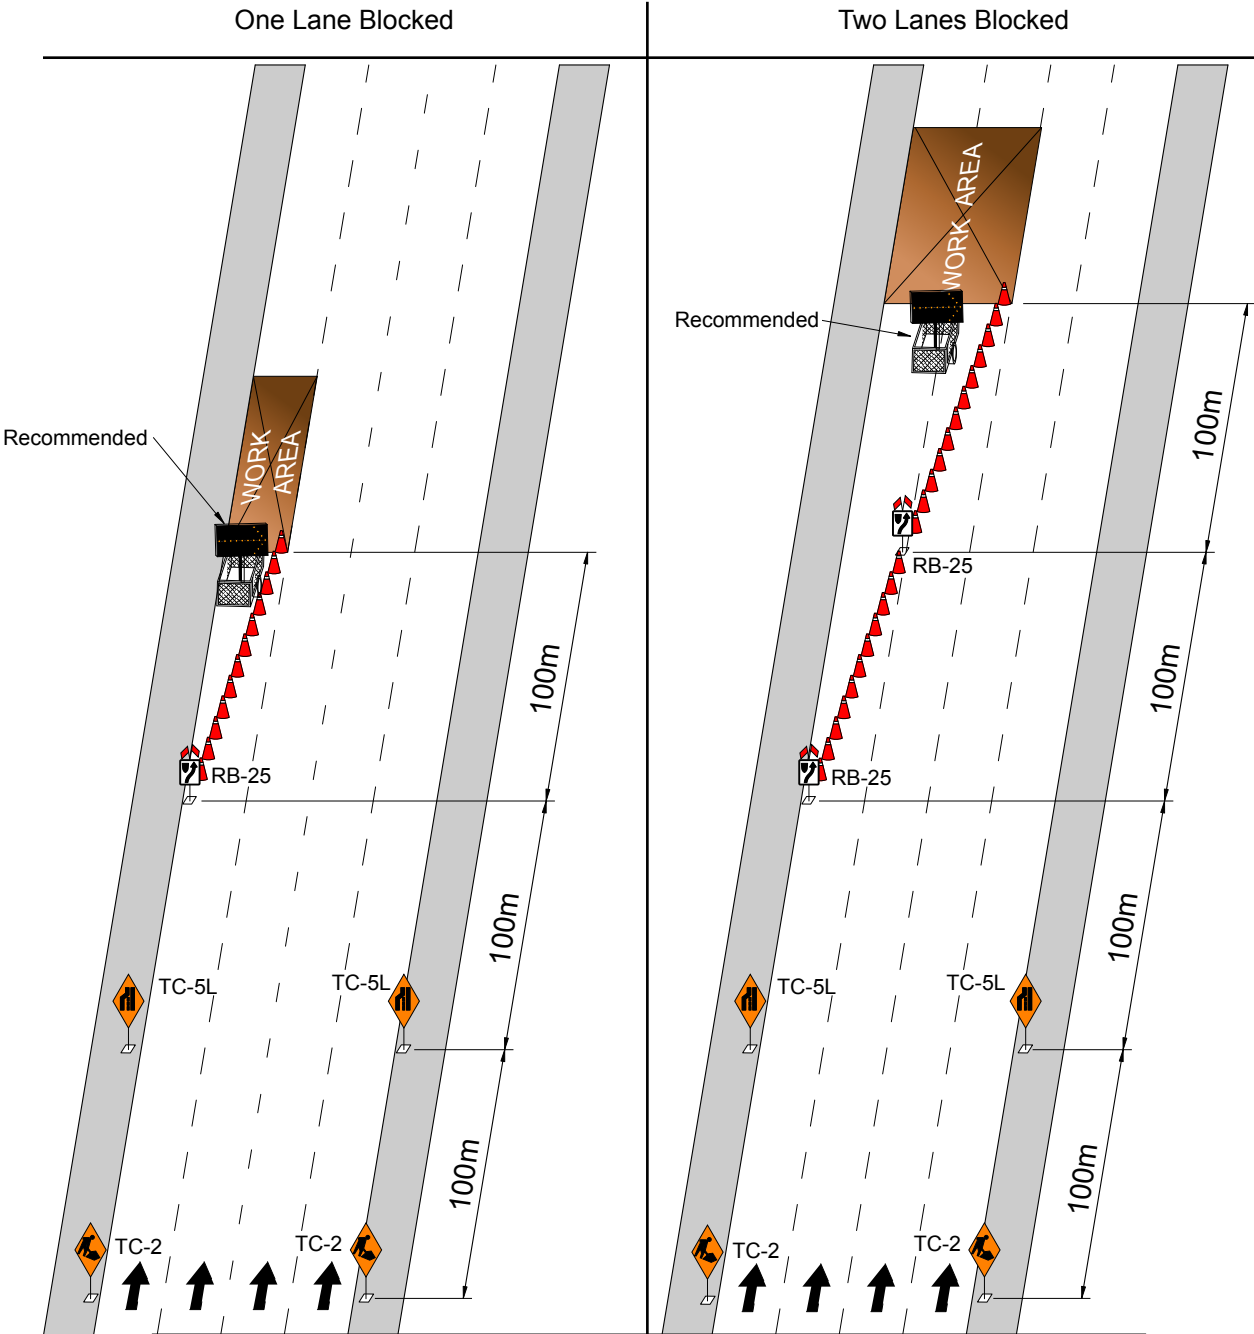 One Lane Blocked
Recommended
WORK
AREA
100m
RB-25
100m
TC-5L
TC-5L
100m
TC-2
TC-2
Two Lanes Blocked
WORK AREA
Recommended
100m
RB-25
100m
RB-25
100m
TC-5L
TC-5L
100m
TC-2
TC-2